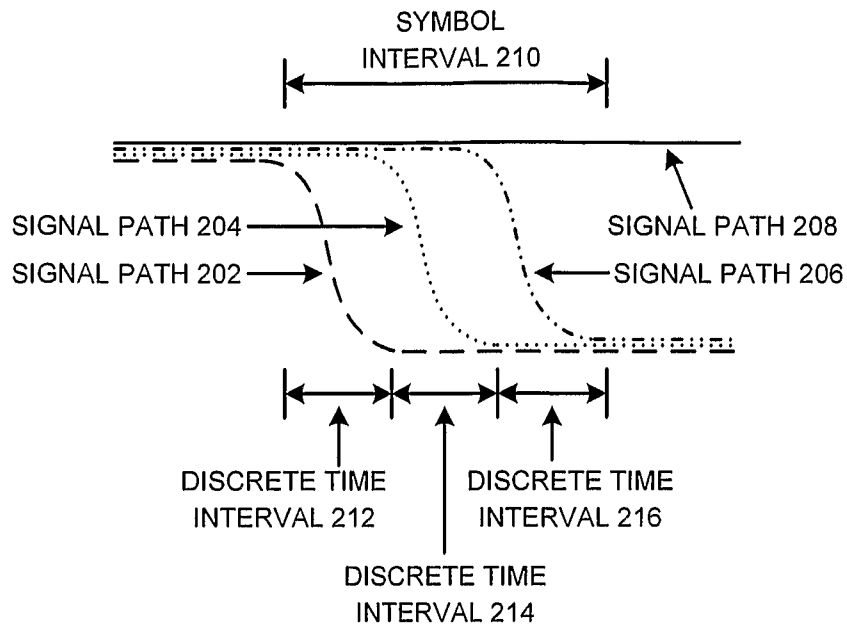 SYMBOL
INTERVAL 210
SIGNAL PATH 204
SIGNAL PATH 208
SIGNAL PATH 202
SIGNAL PATH 206
DISCRETE TIME
INTERVAL 212
DISCRETE TIME
INTERVAL 216
DISCRETE TIME
INTERVAL 214